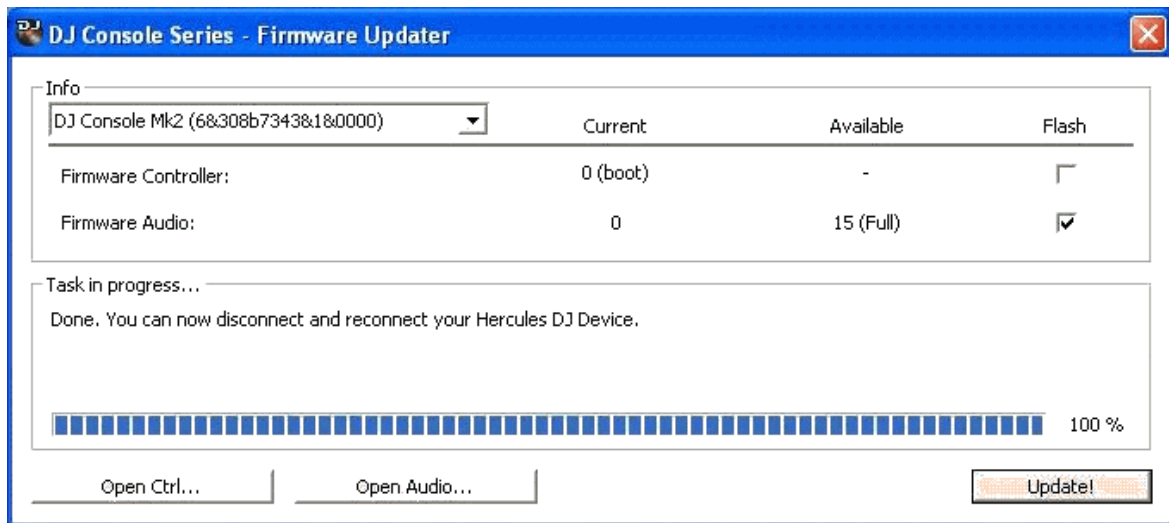 DJ Console Series - Firmware Updater
Info
DJ Console Mk2 (6&308b7343&1&0000) Current Available Flash
Firmware Controller: 0 (boot) -
Firmware Audio: 0 15 (Full)
Task in progress...
Done. You can now disconnect and reconnect your Hercules DJ Device.
100 %
Open Ctrl... Open Audio... Update!